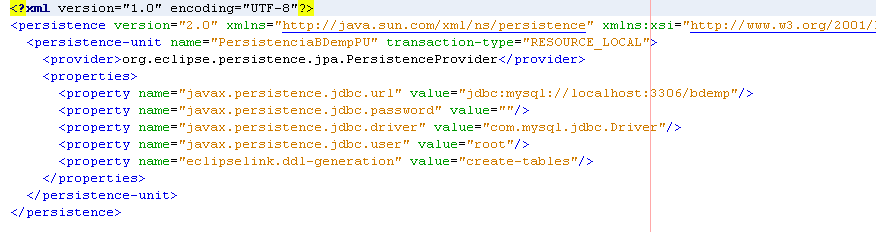 <?xml version="1.0" encoding="UTF-8"?>
<persistence version="2.0" xmlns="http://java.sun.com/xml/ns/persistence" xmlns:xsi="http://www.w3.org/2001/
<persistence-unit name="PersistenciaBDempPU" transaction-type="RESOURCE_LOCAL">
<provider>org.eclipse.persistence.jpa.PersistenceProvider</provider>
<properties>
<property name="javax.persistence.jdbc.url" value="jdbc:mysql://localhost:3306/bdemp"/>
<property name="javax.persistence.jdbc.password" value=""/>
<property name="javax.persistence.jdbc.driver" value="com.mysql.jdbc.Driver"/>
<property name="javax.persistence.jdbc.user" value="root"/>
<property name="eclipselink.ddl-generation" value="create-tables"/>
</properties>
</persistence-unit>
</persistence>